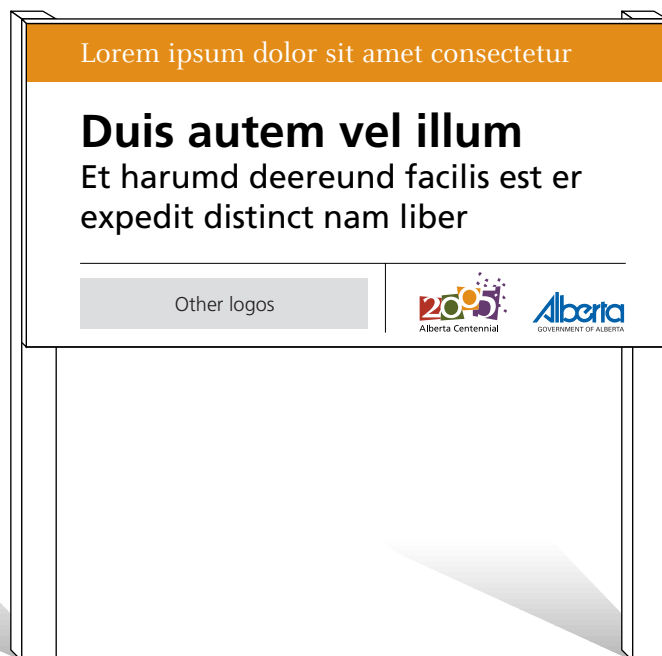 Lorem ipsum dolor sit amet consectetur
Duis autem vel illum
Et harumd deereund facilis est er
expedit distinct nam liber
Other logos
2005
Alberta Centennial
Alberta
GOVERNMENT OF ALBERTA